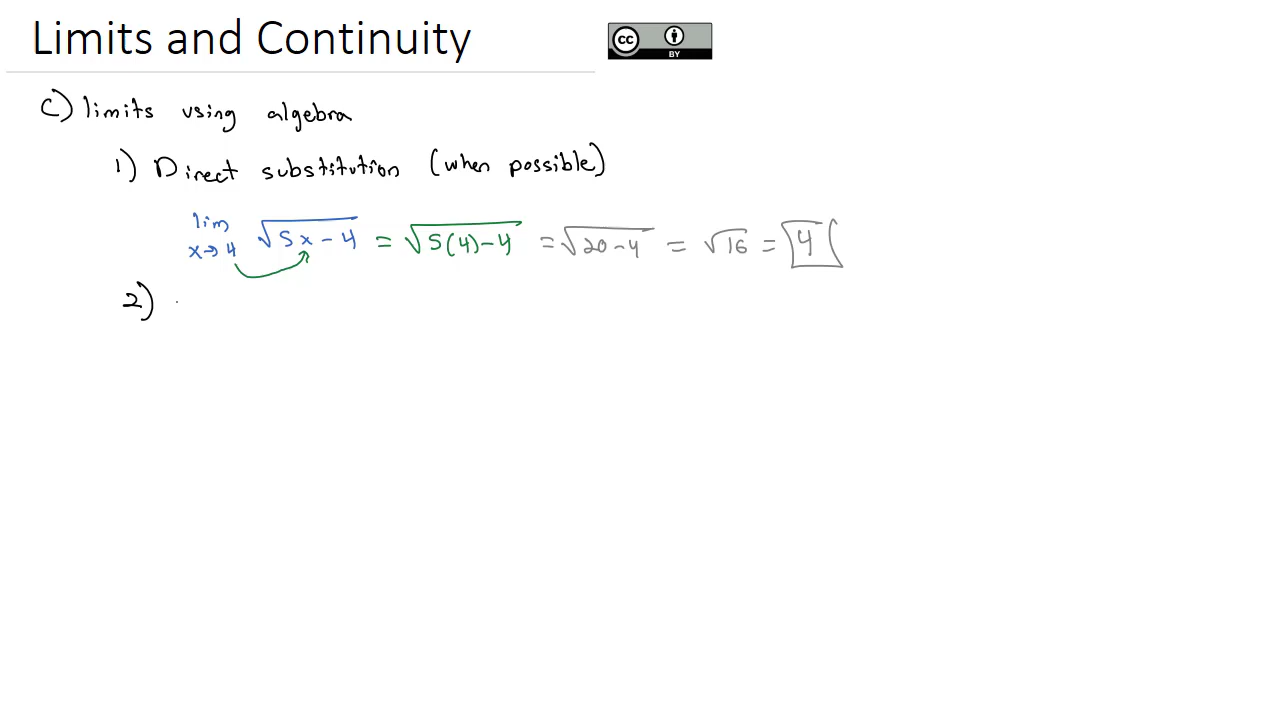 Limits and Continuity
CC BY
C) limits using algebra
1) Direct substitution (when possible)
lim x→4 √(5x-4) = √(5(4)-4) = √(20-4) = √16 = 4
2)